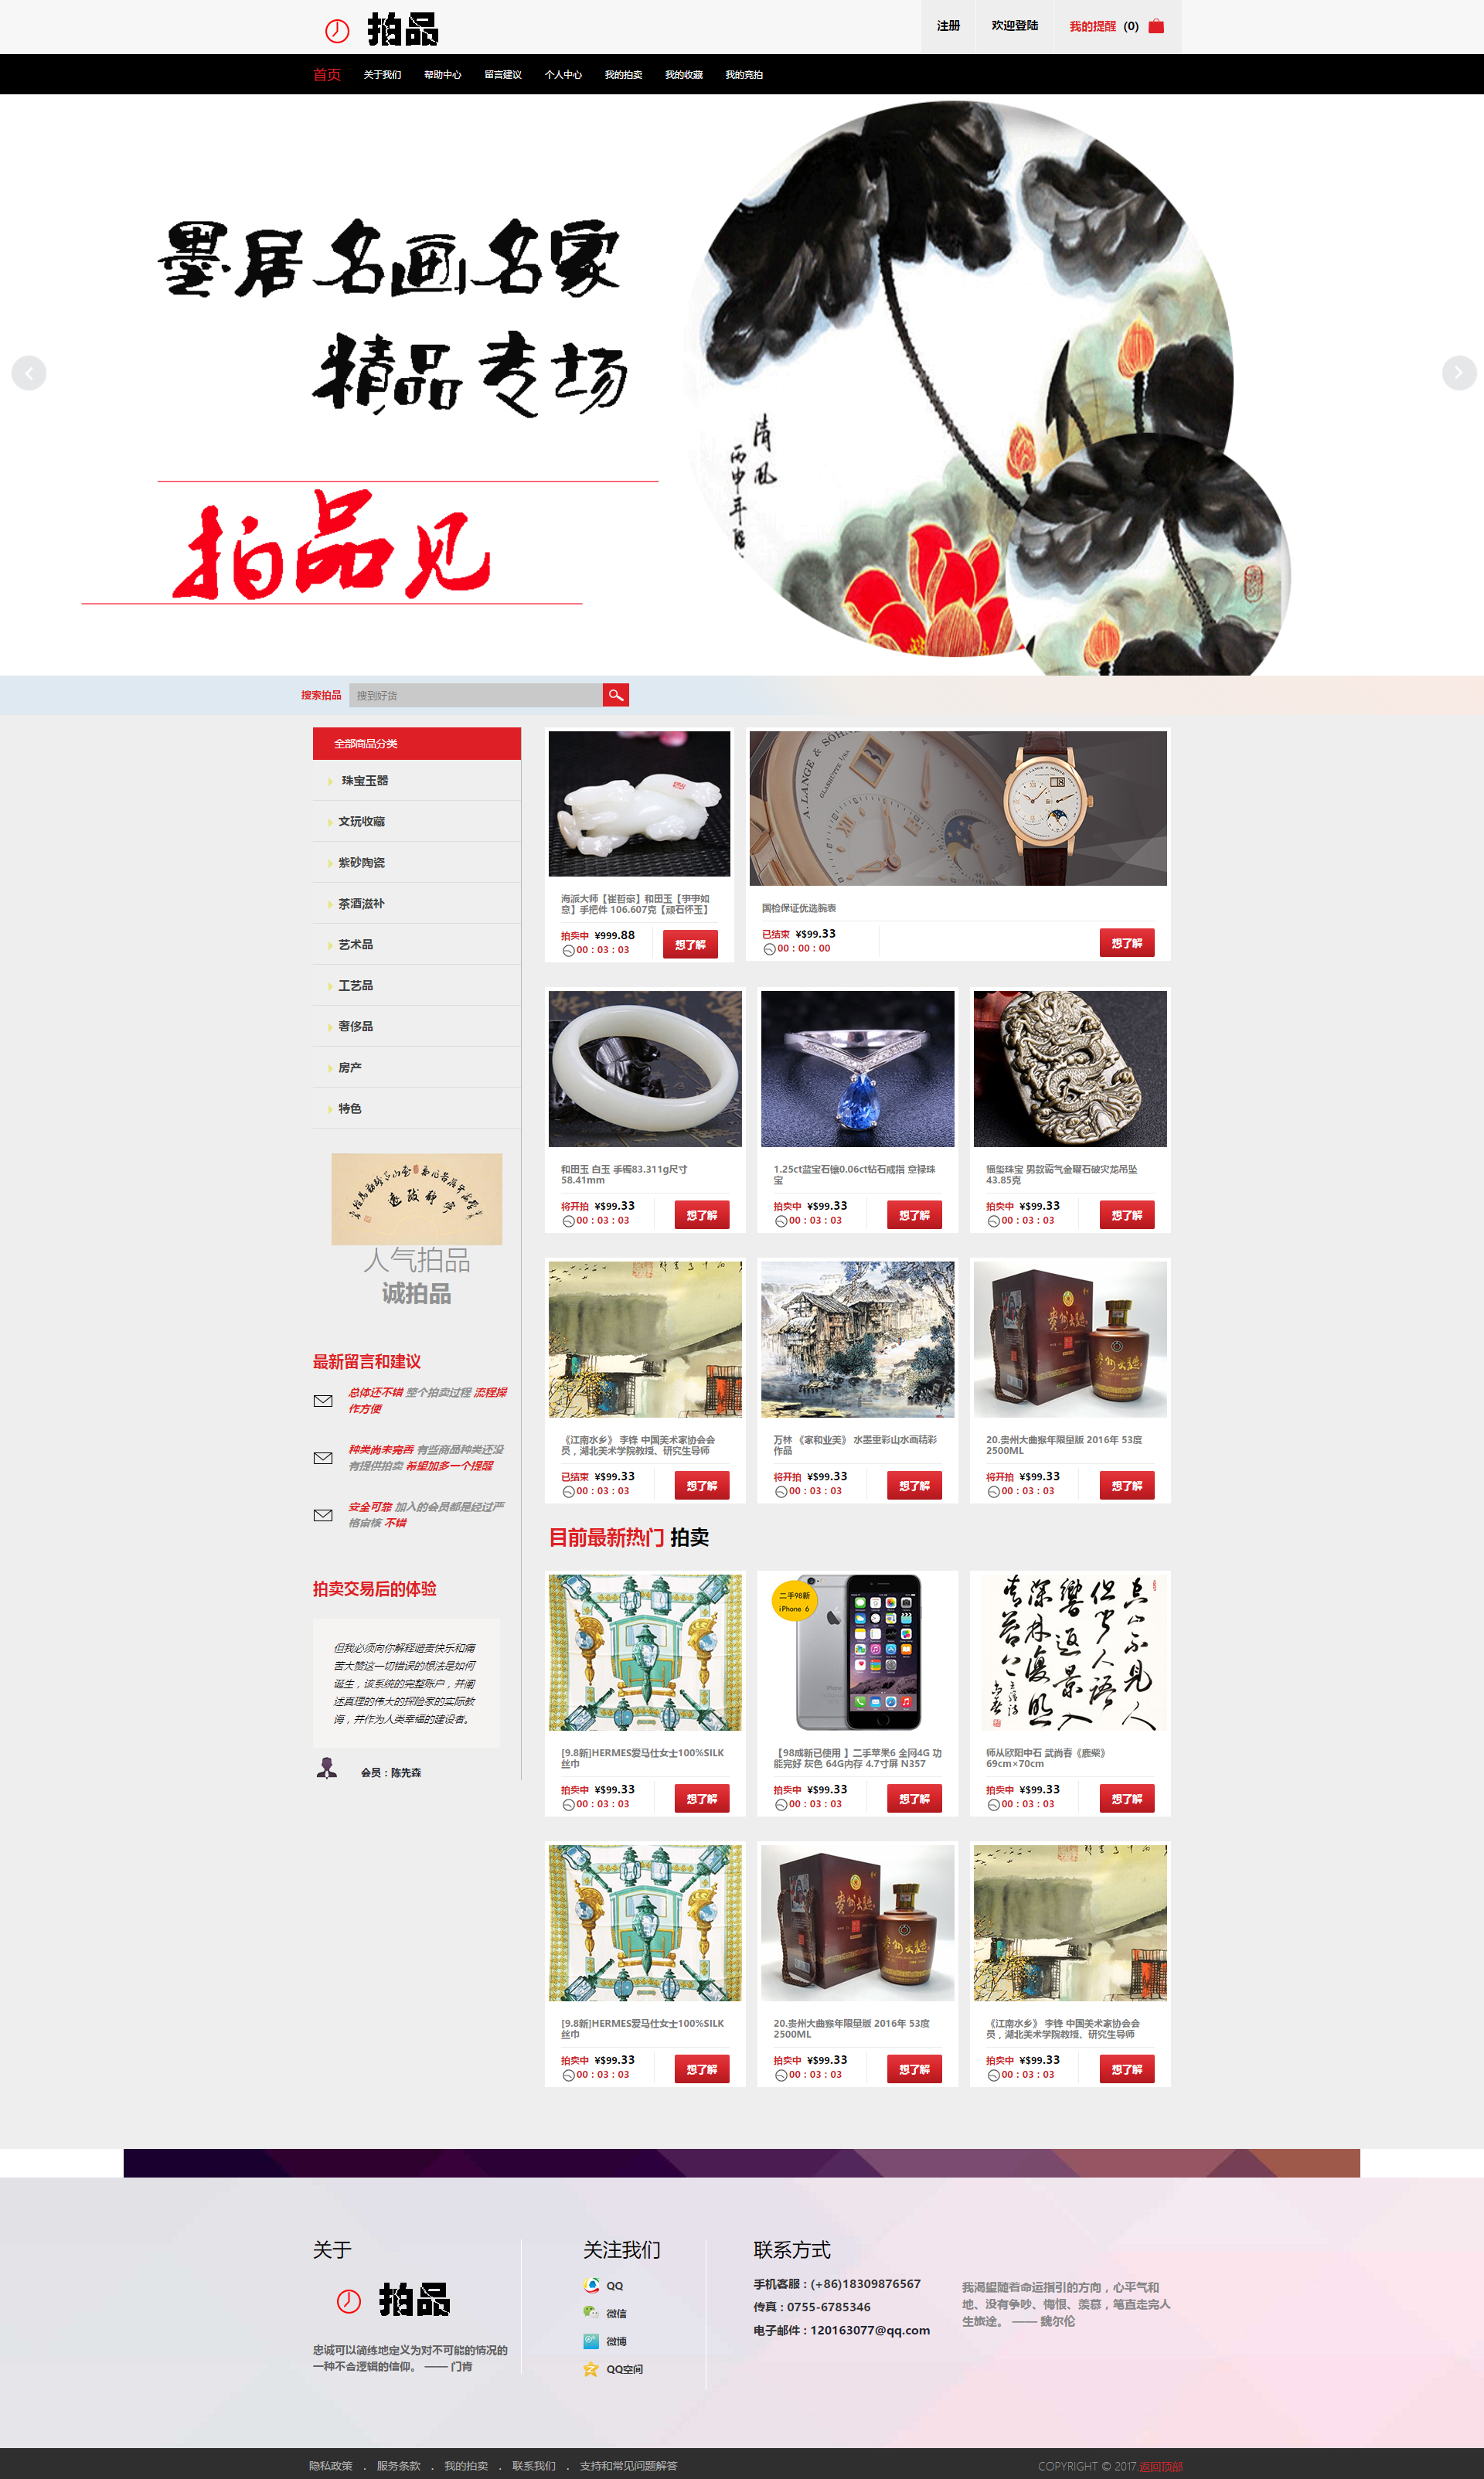 拍品
注册
欢迎登陆
我的提醒 (0)
首页
关于我们
帮助中心
留言建议
个人中心
我的拍卖
我的收藏
我的竞拍
墨居名画名家
精品专场
拍品见
清风
丙申年
搜索拍品
搜到好货
全部商品分类
珠宝玉器
文玩收藏
紫砂陶瓷
茶酒滋补
艺术品
工艺品
奢侈品
房产
特色
人气拍品
诚拍品
最新留言和建议
总体还不错 整个拍卖过程 流程操
作方便
种类尚未完善 有些商品种类还没
有提供拍卖 希望加多一个提醒
安全可靠 加入的会员都是经过严
格审核 不错
拍卖交易后的体验
但我必须向你解释谴责快乐和痛
苦大赞这一切错误的想法是如何
诞生，该系统的完整账户，并阐
述真理的伟大的探险家的实际教
诲，并作为人类幸福的建设者。
会员：陈先森
海派大师【崔哲豪】和田玉【事事如
意】手把件 106.607克【顽石怀玉】
拍卖中 ¥999.88
00：03：03
想了解
A. LANGE & SÖHNE
GLASHÜTTE I/SA
国检保证优选腕表
已结束 ¥$99.33
00：00：00
想了解
和田玉 白玉 手镯83.311g尺寸
58.41mm
将开拍 ¥$99.33
00：03：03
想了解
1.25ct蓝宝石镶0.06ct钻石戒指 意禄珠
宝
拍卖中 ¥$99.33
00：03：03
想了解
恒玺珠宝 男款霸气金曜石破灾龙吊坠
43.85克
拍卖中 ¥$99.33
00：03：03
想了解
《江南水乡》 李锋 中国美术家协会会
员，湖北美术学院教授、研究生导师
已结束 ¥$99.33
00：03：03
想了解
万林 《家和业美》 水墨重彩山水画精彩
作品
将开拍 ¥$99.33
00：03：03
想了解
20.贵州大曲猴年限量版 2016年 53度
2500ML
将开拍 ¥$99.33
00：03：03
想了解
目前最新热门 拍卖
[9.8新]HERMES爱马仕女士100%SILK
丝巾
拍卖中 ¥$99.33
00：03：03
想了解
二手98新
iPhone 6
【98成新已使用 】二手苹果6 全网4G 功
能完好 灰色 64G内存 4.7寸屏 N357
拍卖中 ¥$99.33
00：03：03
想了解
师从欧阳中石 武尚春《鹿柴》
69cm×70cm
拍卖中 ¥$99.33
00：03：03
想了解
[9.8新]HERMES爱马仕女士100%SILK
丝巾
拍卖中 ¥$99.33
00：03：03
想了解
20.贵州大曲猴年限量版 2016年 53度
2500ML
拍卖中 ¥$99.33
00：03：03
想了解
《江南水乡》 李锋 中国美术家协会会
员，湖北美术学院教授、研究生导师
拍卖中 ¥$99.33
00：03：03
想了解
关于
拍品
忠诚可以简练地定义为对不可能的情况的
一种不合逻辑的信仰。 —— 门肯
关注我们
QQ
微信
微博
QQ空间
联系方式
手机客服：(+86)18309876567
传真：0755-6785346
电子邮件：120163077@qq.com
我渴望随着命运指引的方向，心平气和
地、没有争吵、悔恨、羡慕，笔直走完人
生旅途。 —— 魏尔伦
隐私政策 . 服务条款 . 我的拍卖 . 联系我们 . 支持和常见问题解答
COPYRIGHT © 2017.返回顶部